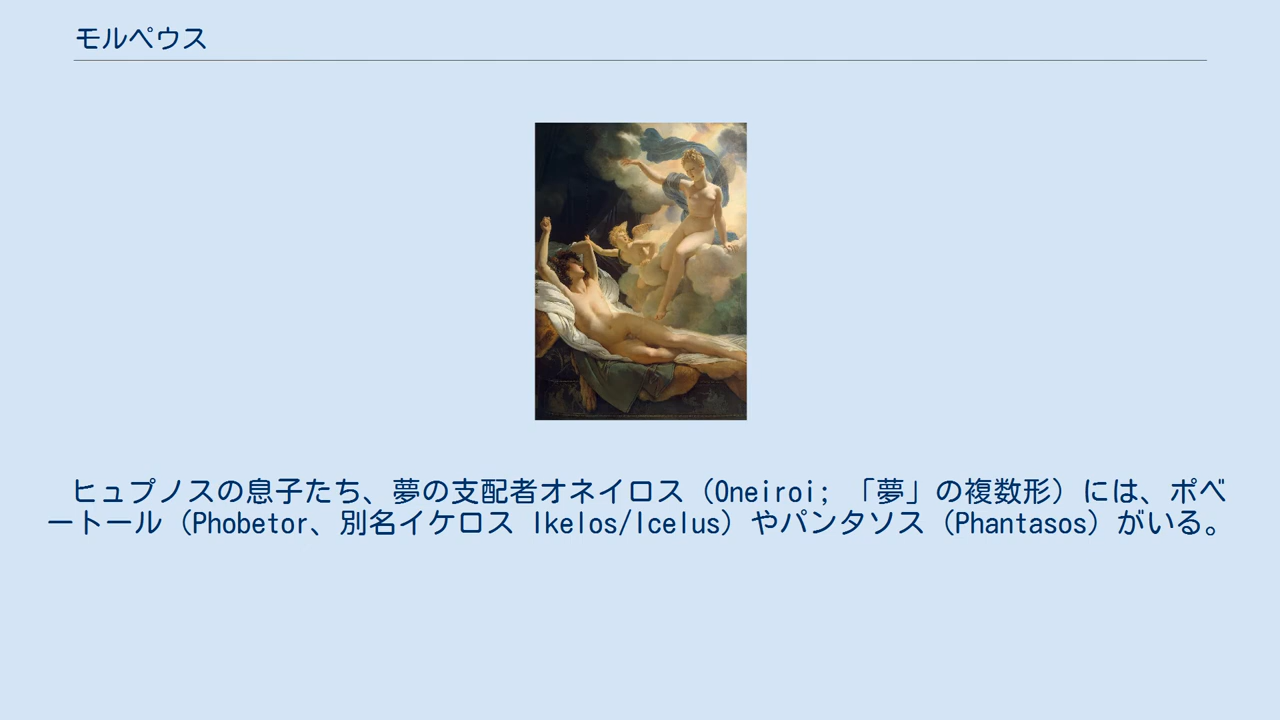 モルペウス
ヒュプノスの息子たち、夢の支配者オネイロス（Oneiroi; 「夢」の複数形）には、ポベ
ートール（Phobetor、別名イケロス Ikelos/Icelus）やパンタソス（Phantasos）がいる。